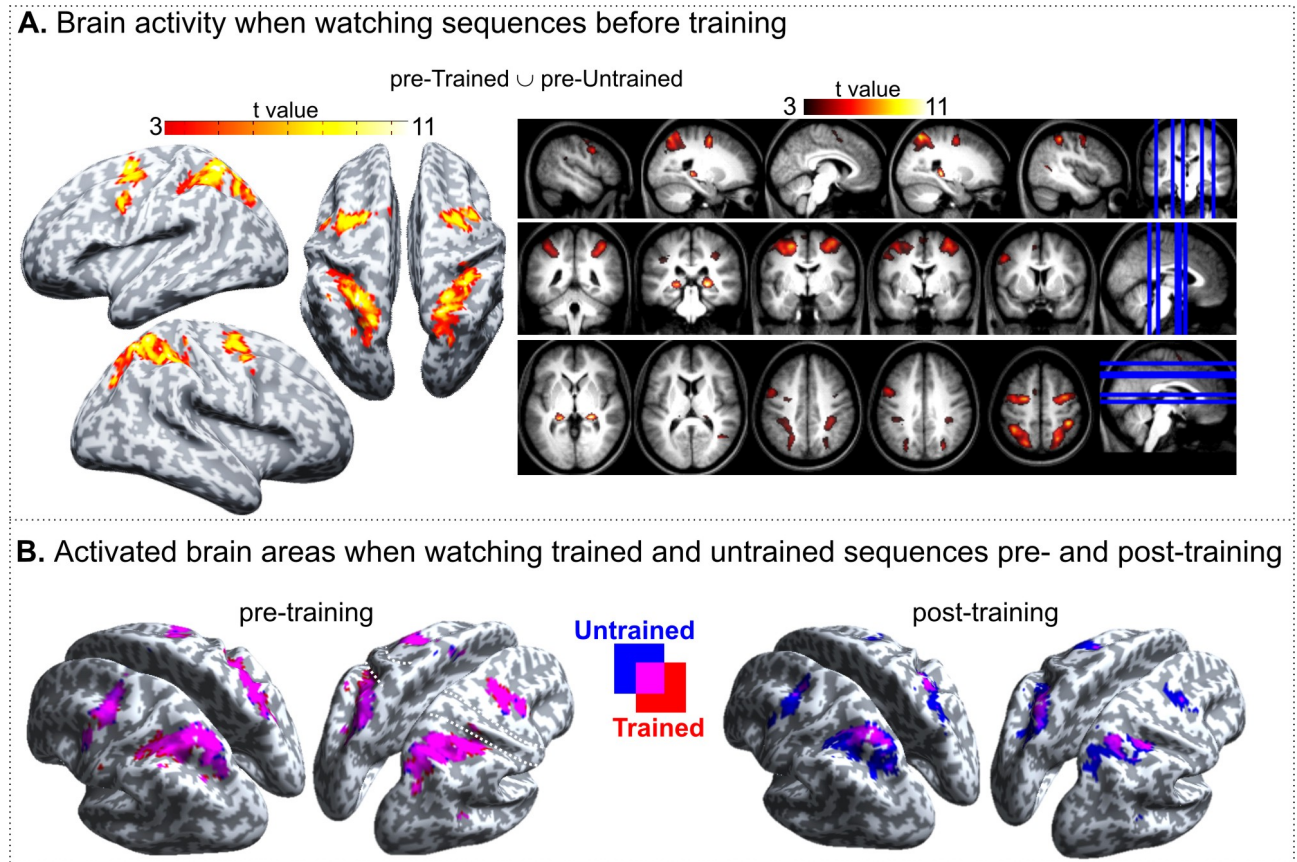 A. Brain activity when watching sequences before training
pre-Trained ∪ pre-Untrained
t value
3 11
t value
3 11
B. Activated brain areas when watching trained and untrained sequences pre- and post-training
pre-training
Untrained
Trained
post-training